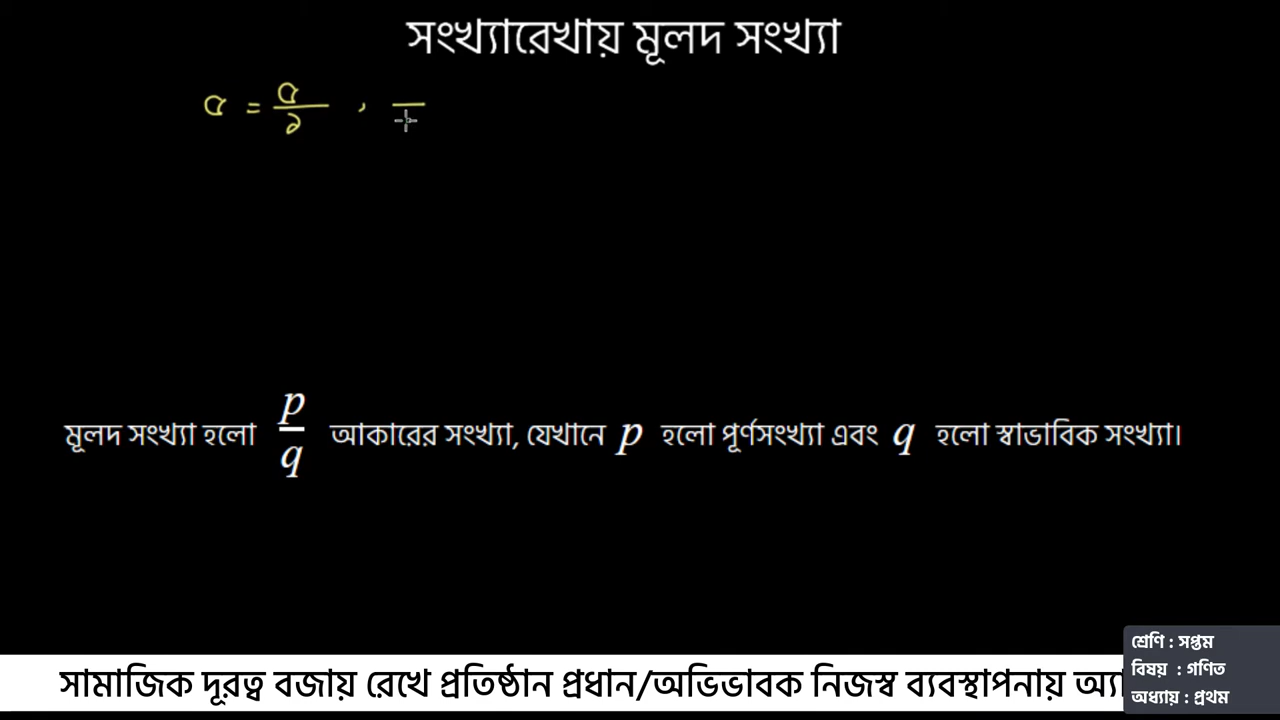 সংখ্যারেখায় মূলদ সংখ্যা
৫ = ৫/১ ,
মূলদ সংখ্যা হলো p/q আকারের সংখ্যা, যেখানে p হলো পূর্ণসংখ্যা এবং q হলো স্বাভাবিক সংখ্যা।
শ্রেণি : সপ্তম
বিষয় : গণিত
অধ্যায় : প্রথম
সামাজিক দূরত্ব বজায় রেখে প্রতিষ্ঠান প্রধান/অভিভাবক নিজস্ব ব্যবস্থাপনায়